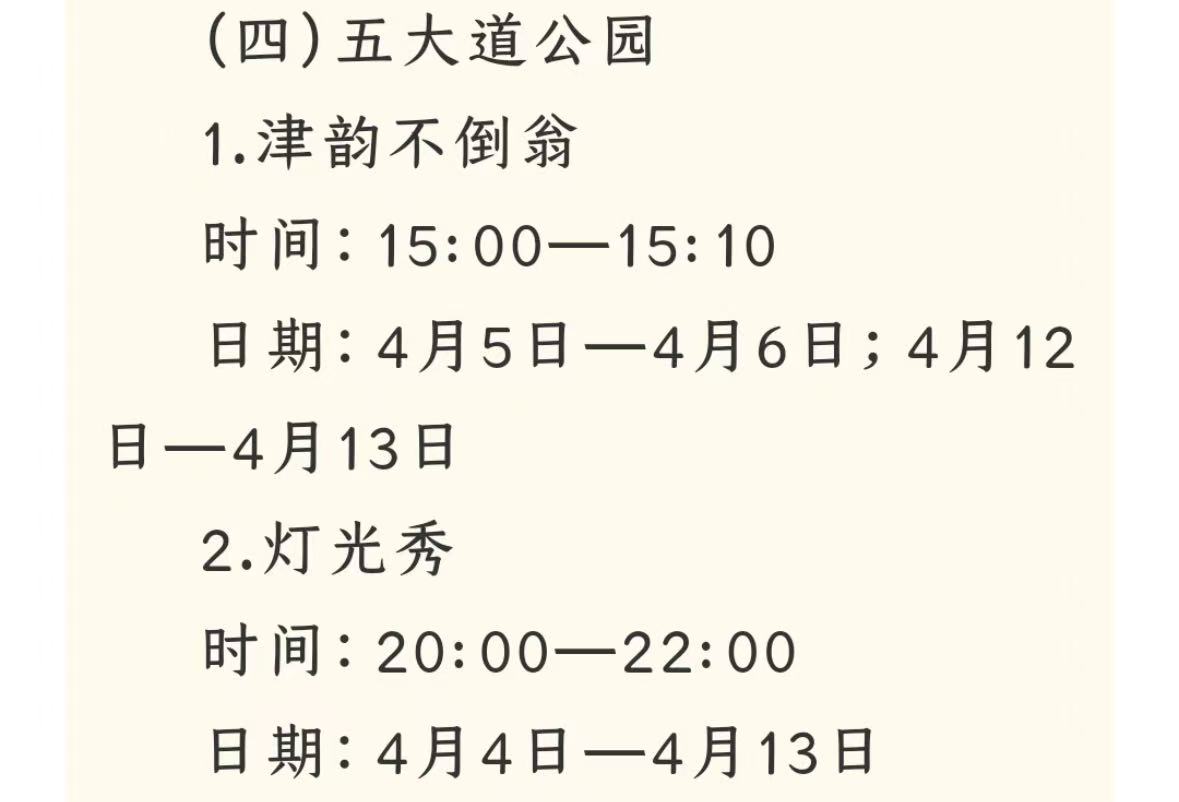 (四)五大道公园
1.津韵不倒翁
时间：15:00—15:10
日期：4月5日—4月6日；4月12
日—4月13日
2.灯光秀
时间：20:00—22:00
日期：4月4日—4月13日